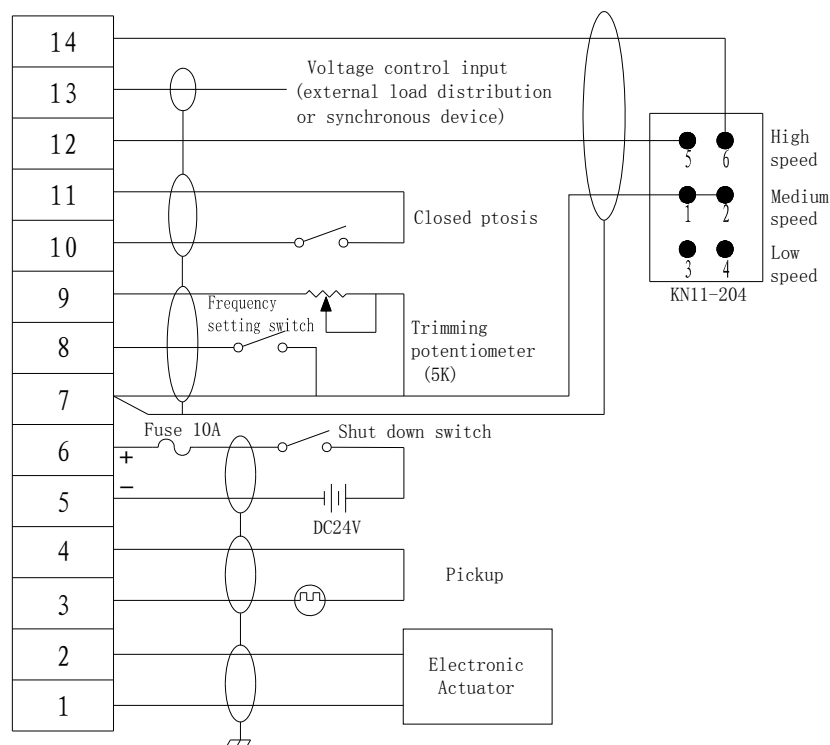 14
13
12
11
10
9
8
7
6
5
4
3
2
1
Voltage control input
(external load distribution
or synchronous device)
5 6
High
speed
1 2
Medium
speed
3 4
Low
speed
KN11-204
Closed ptosis
Frequency
setting switch
Trimming
potentiometer
(5K)
Fuse 10A
Shut down switch
+
−
DC24V
Pickup
Electronic
Actuator